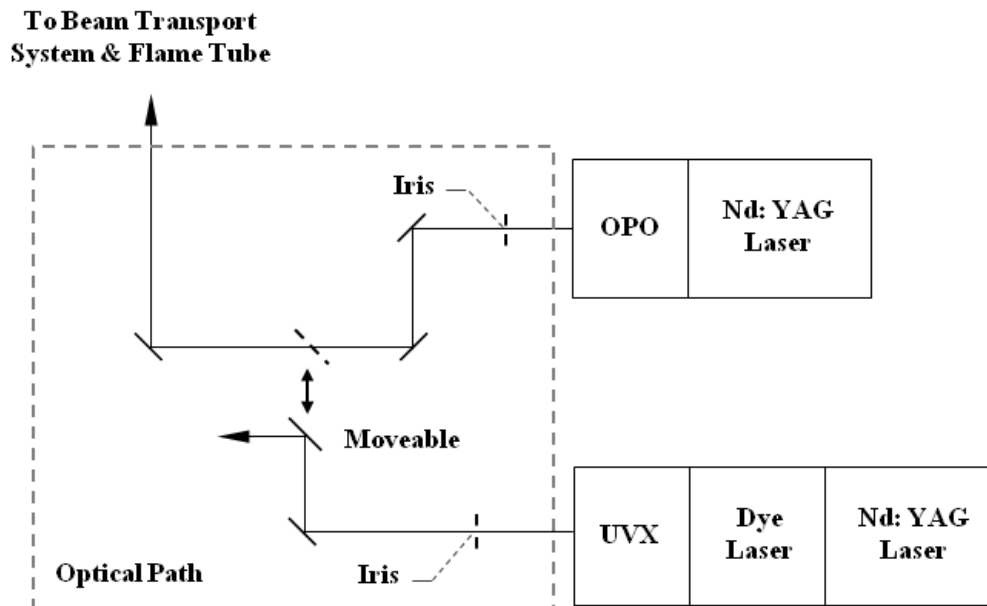 To Beam Transport
System & Flame Tube
Iris
OPO
Nd: YAG
Laser
Moveable
UVX
Dye
Laser
Nd: YAG
Laser
Optical Path
Iris